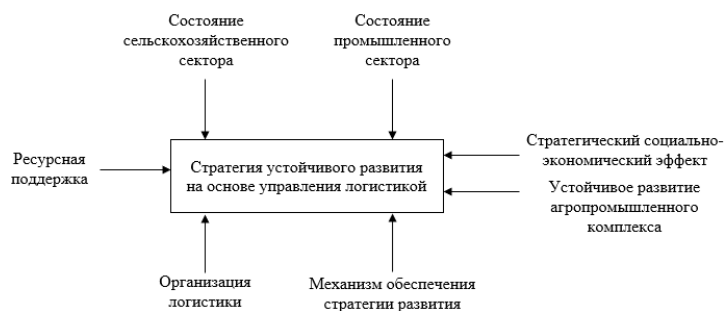 Состояние
сельскохозяйственного
сектора
Состояние
промышленного
сектора
Ресурсная
поддержка
Стратегия устойчивого развития
на основе управления логистикой
Стратегический социально-
экономический эффект
Устойчивое развитие
агропромышленного
комплекса
Организация
логистики
Механизм обеспечения
стратегии развития